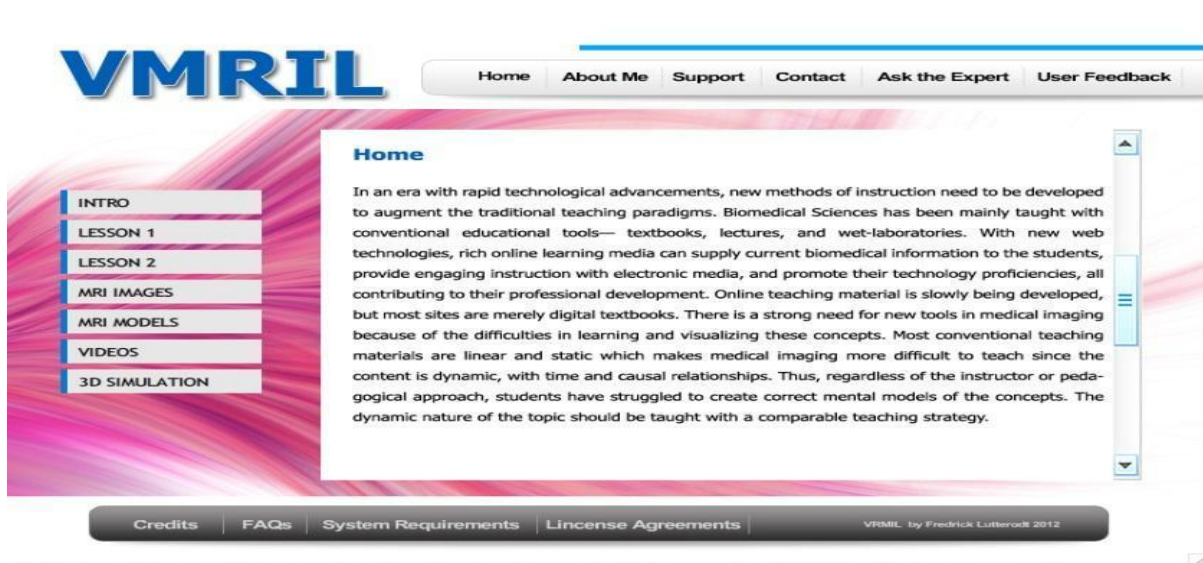 VMRIL
Home About Me Support Contact Ask the Expert User Feedback
INTRO
LESSON 1
LESSON 2
MRI IMAGES
MRI MODELS
VIDEOS
3D SIMULATION
Home
In an era with rapid technological advancements, new methods of instruction need to be developed
to augment the traditional teaching paradigms. Biomedical Sciences has been mainly taught with
conventional educational tools— textbooks, lectures, and wet-laboratories. With new web
technologies, rich online learning media can supply current biomedical information to the students,
provide engaging instruction with electronic media, and promote their technology proficiencies, all
contributing to their professional development. Online teaching material is slowly being developed,
but most sites are merely digital textbooks. There is a strong need for new tools in medical imaging
because of the difficulties in learning and visualizing these concepts. Most conventional teaching
materials are linear and static which makes medical imaging more difficult to teach since the
content is dynamic, with time and causal relationships. Thus, regardless of the instructor or peda-
gogical approach, students have struggled to create correct mental models of the concepts. The
dynamic nature of the topic should be taught with a comparable teaching strategy.
Credits FAQs System Requirements Lincense Agreements VRMIL by Fredrick Lutterodt 2012